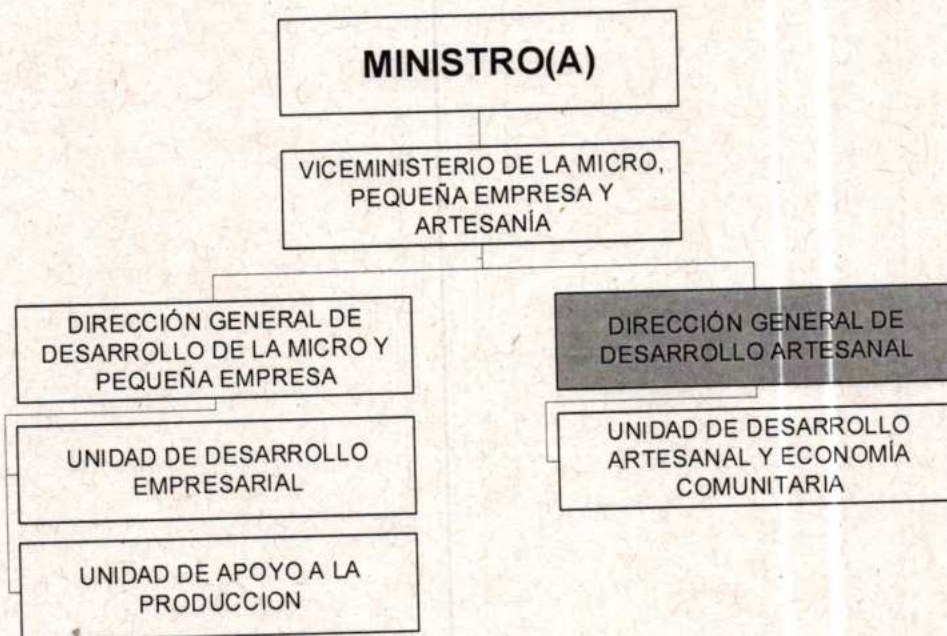 MINISTRO(A)
VICEMINISTERIO DE LA MICRO,
PEQUEÑA EMPRESA Y
ARTESANÍA
DIRECCIÓN GENERAL DE
DESARROLLO DE LA MICRO Y
PEQUEÑA EMPRESA
UNIDAD DE DESARROLLO
EMPRESARIAL
UNIDAD DE APOYO A LA
PRODUCCION
DIRECCIÓN GENERAL DE
DESARROLLO ARTESANAL
UNIDAD DE DESARROLLO
ARTESANAL Y ECONOMÍA
COMUNITARIA